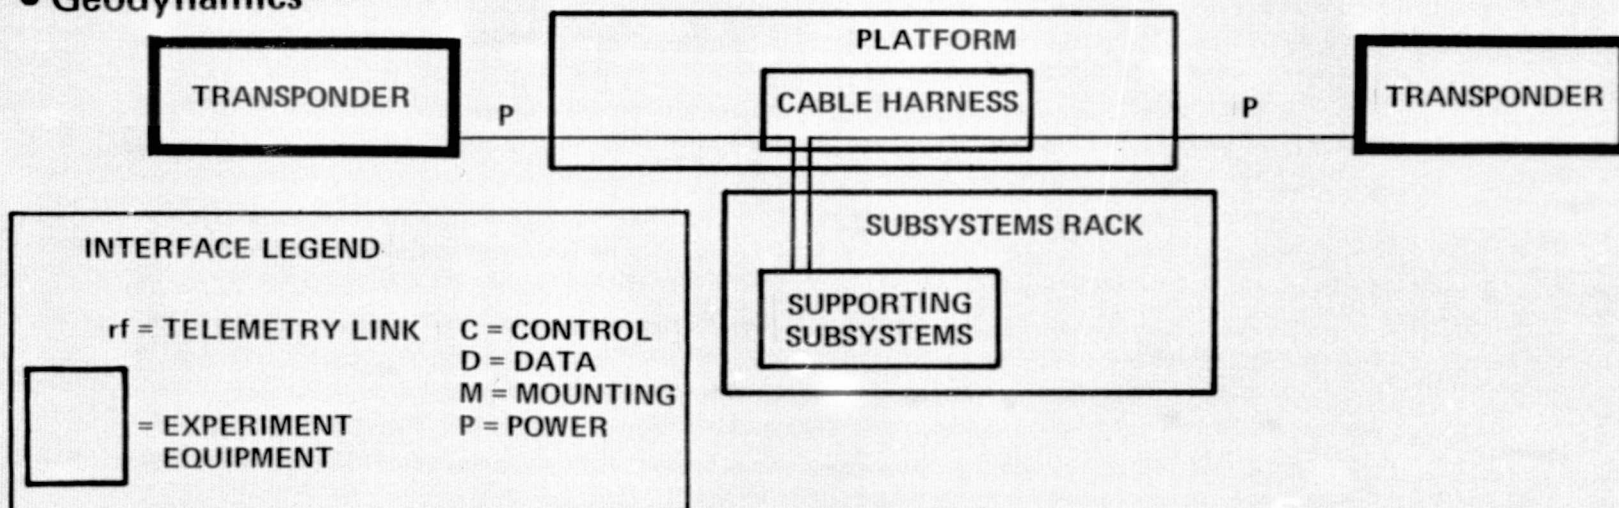 • Geodynamics
PLATFORM
TRANSPONDER
CABLE HARNESS
TRANSPONDER
P
P
SUBSYSTEMS RACK
SUPPORTING
SUBSYSTEMS
INTERFACE LEGEND
rf = TELEMETRY LINK
C = CONTROL
D = DATA
M = MOUNTING
P = POWER
= EXPERIMENT
EQUIPMENT